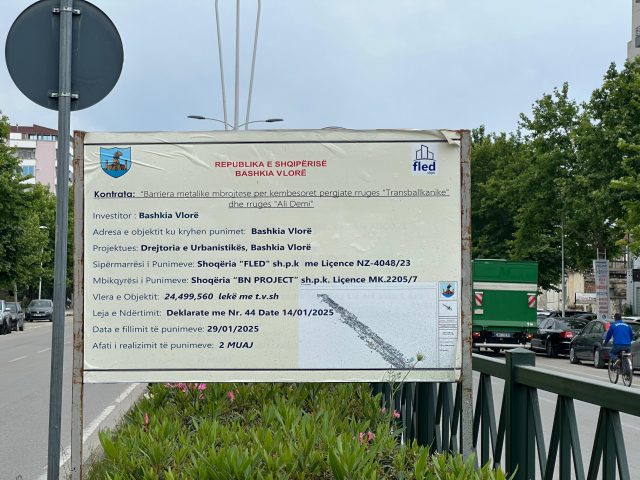 REPUBLIKA E SHQIPËRISË
BASHKIA VLORË
fled
Kontrata: "Barriera metalike mbrojtese per kembesoret pergjate rruges "Transballkanike"
dhe rruges "Ali Demi"
Investitor : Bashkia Vlorë
Adresa e objektit ku kryhen punimet: Bashkia Vlorë
Projektues: Drejtoria e Urbanistikës, Bashkia Vlorë
Sipërmarrësi i Punimeve: Shoqëria "FLED" sh.p.k me Liçence NZ-4048/23
Mbikqyrësi i Punimeve: Shoqëria "BN PROJECT" sh.p.k. Liçence MK.2205/7
Vlera e Objektit: 24,499,560 lekë me t.v.sh
Leja e Ndërtimit: Deklarate me Nr. 44 Date 14/01/2025
Data e fillimit të punimeve: 29/01/2025
Afati i realizimit të punimeve: 2 MUAJ